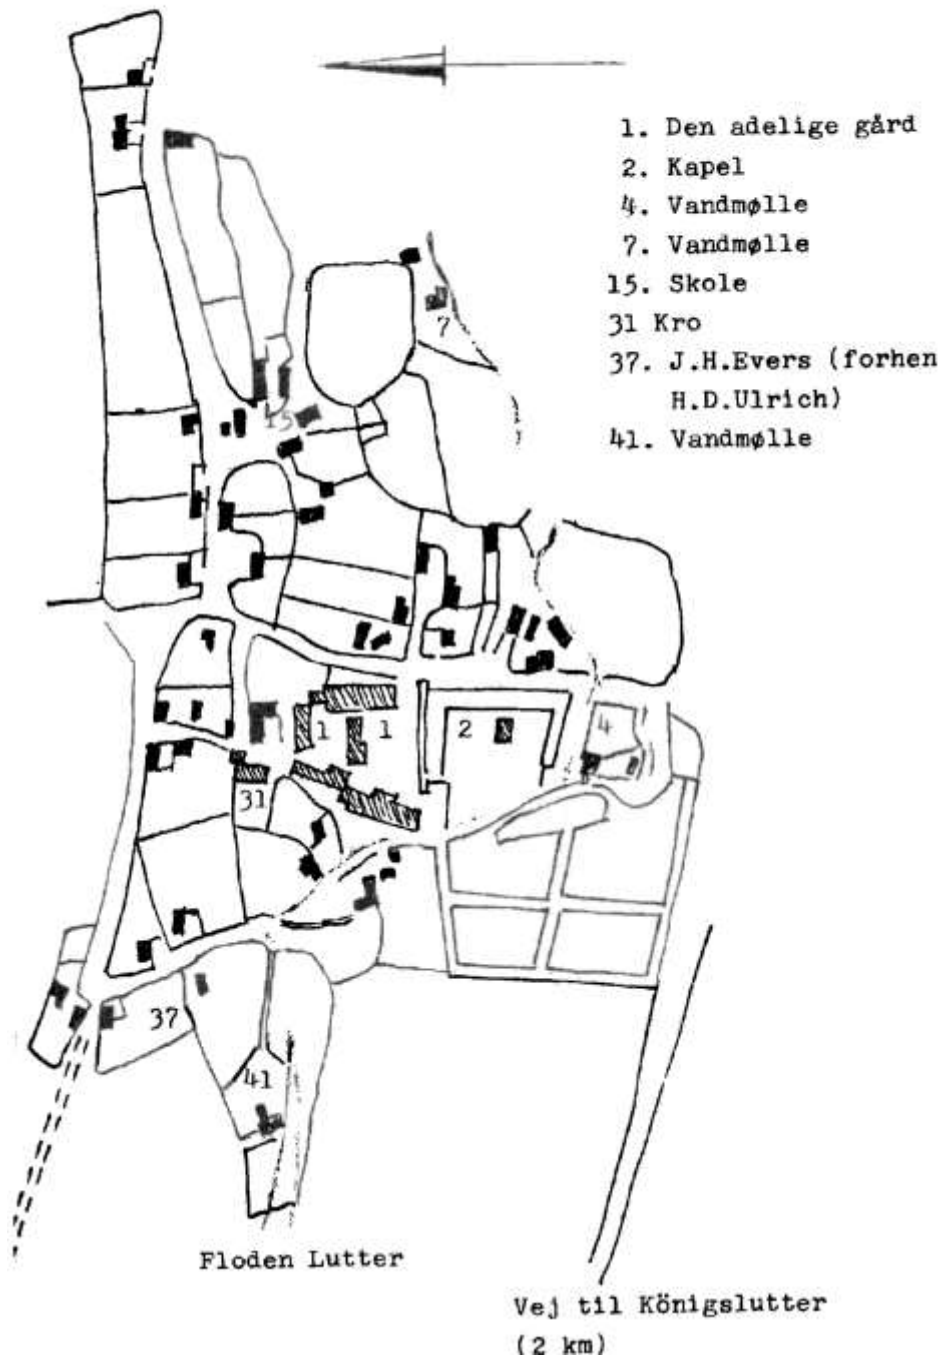 1. Den adelige gård
2. Kapel
4. Vandmølle
7. Vandmølle
15. Skole
31 Kro
37. J.H.Evers (forhen
H.D.Ulrich)
41. Vandmølle
7
15
1
1
2
4
31
37
41
Floden Lutter
Vej til Königslutter
(2 km)